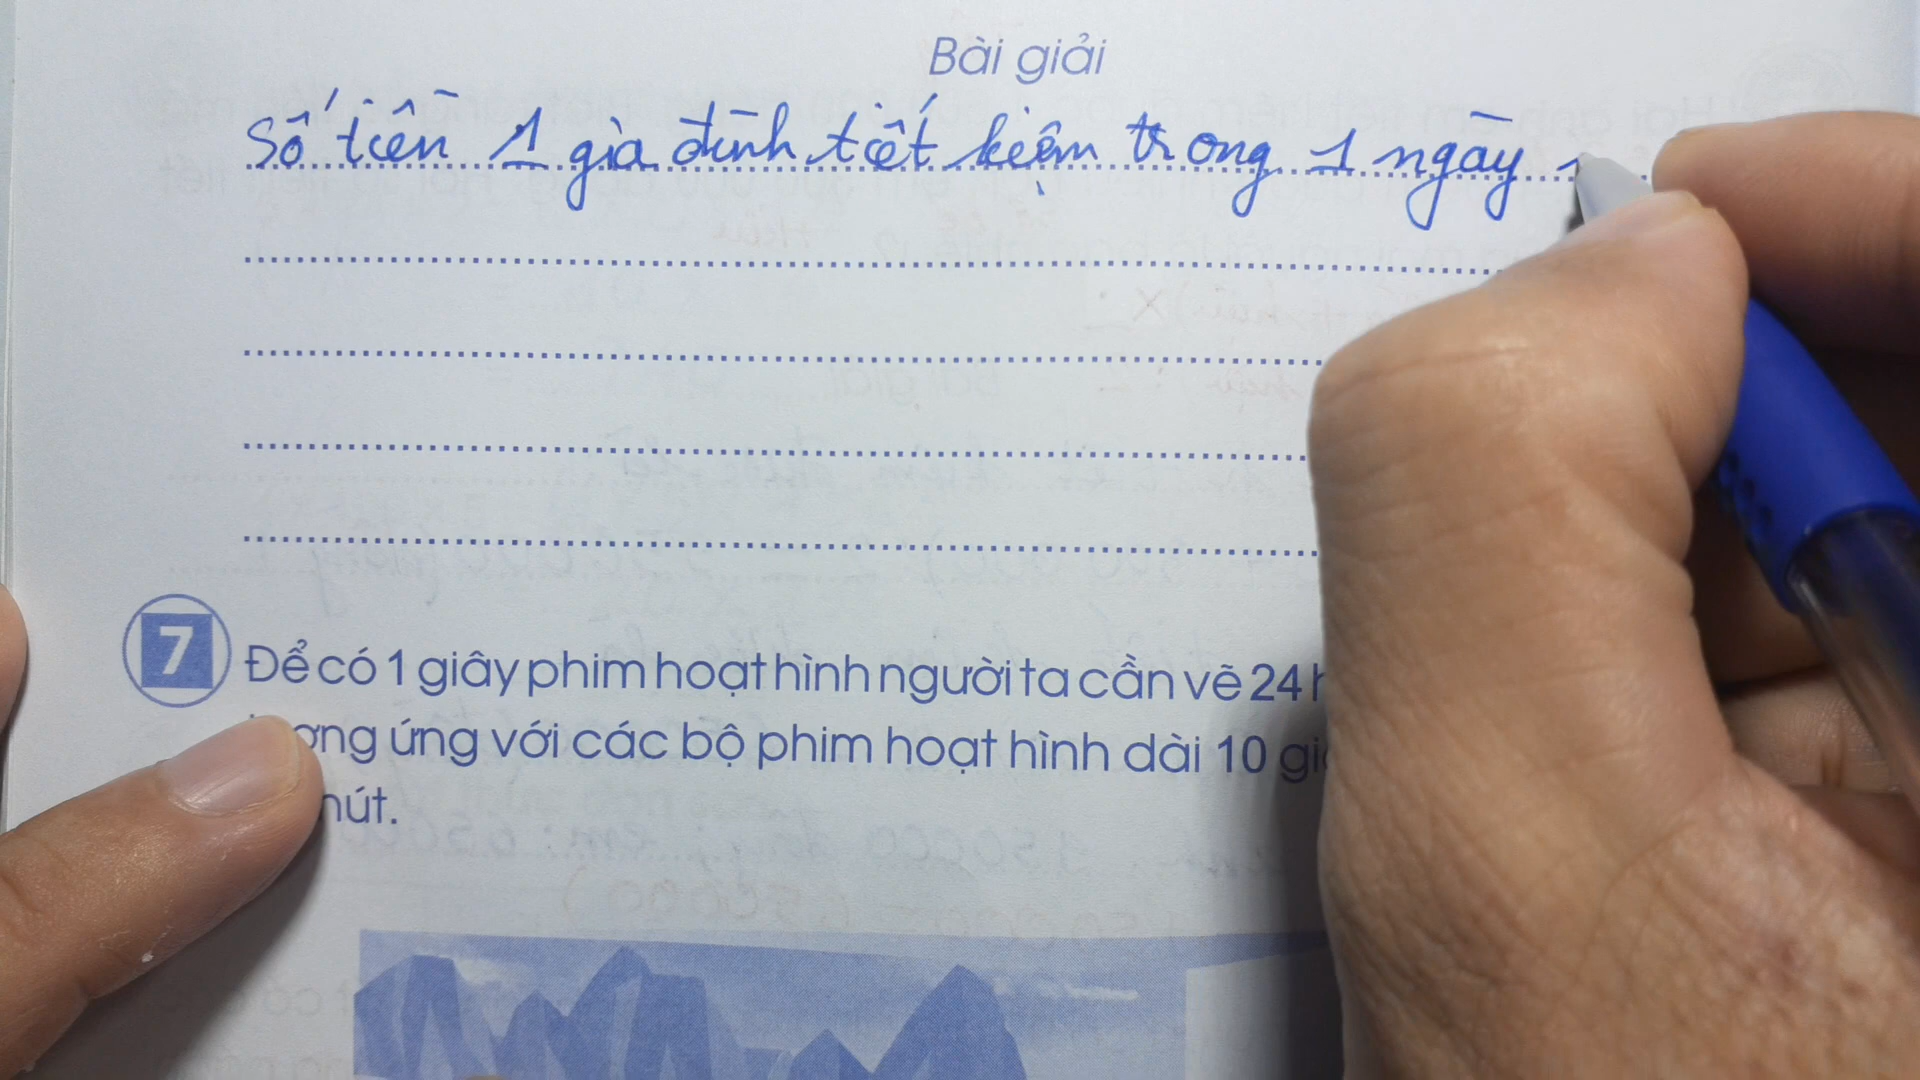 Bài giải
Số tiền 1 gia đình tiết kiệm trong 1 ngày
7 Để có 1 giây phim hoạt hình người ta cần vẽ 24
ứng với các bộ phim hoạt hình dài 10